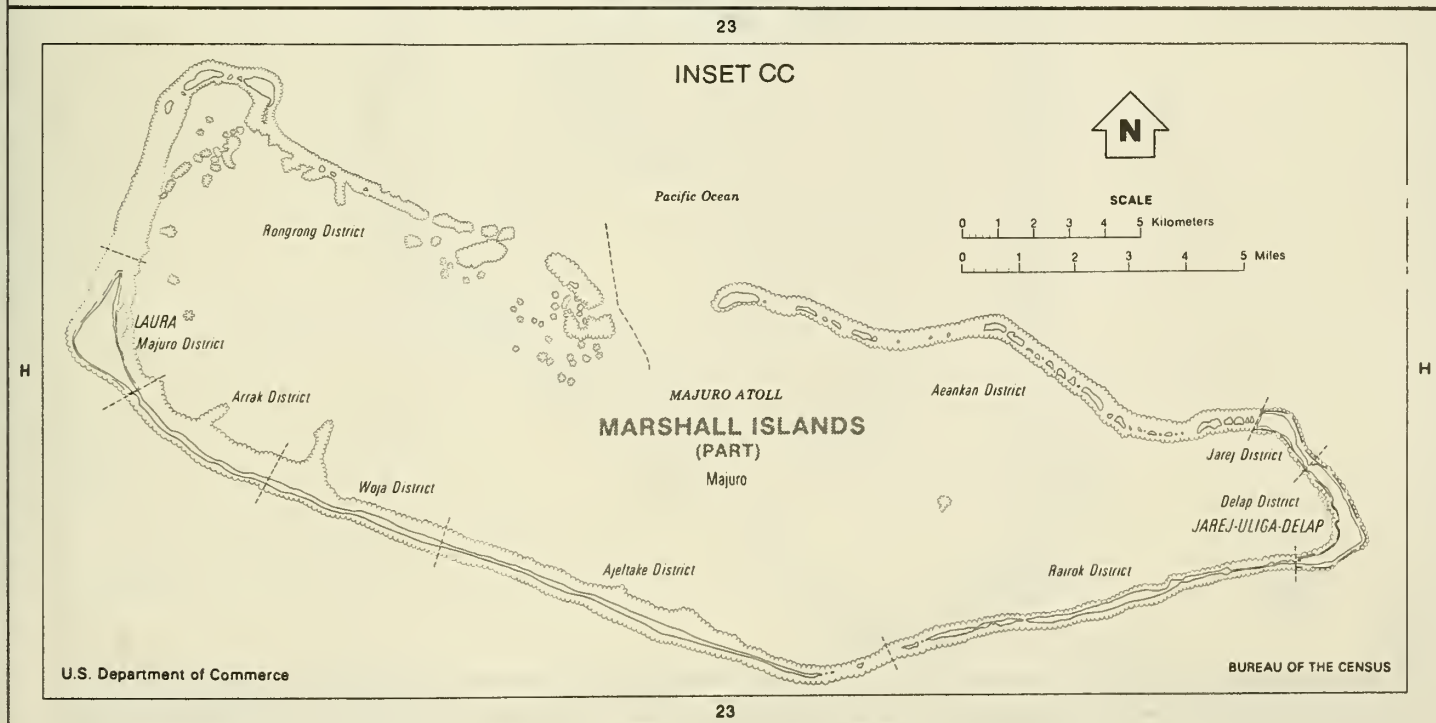 23
INSET CC
N
Pacific Ocean
SCALE
0 1 2 3 4 5 Kilometers
0 1 2 3 4 5 Miles
Rongrong District
LAURA
Majuro District
H
H
Arrak District
MAJURO ATOLL
Aeankan District
MARSHALL ISLANDS
(PART)
Majuro
Jarej District
Woja District
Delap District
JAREJ-ULIGA-DELAP
Ajeltake District
Rairok District
U.S. Department of Commerce
BUREAU OF THE CENSUS
23